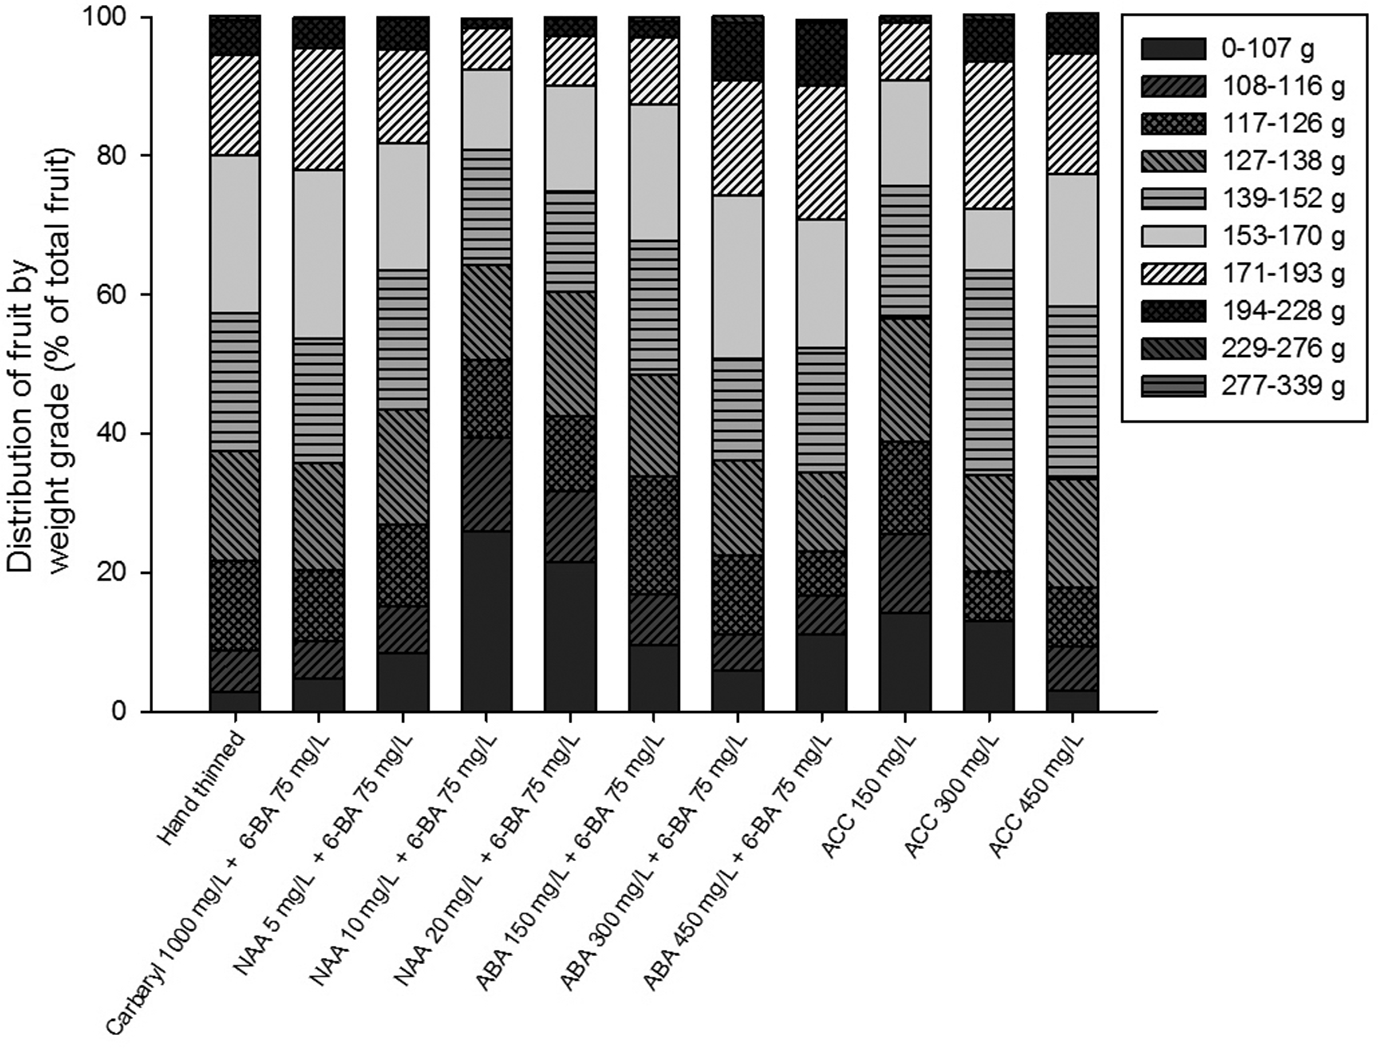 Distribution of fruit by
weight grade (% of total fruit)
100
80
60
40
20
0
Hand thinned
Carbaryl 1000 mg/L + 6-BA 75 mg/L
NAA 5 mg/L + 6-BA 75 mg/L
NAA 10 mg/L + 6-BA 75 mg/L
NAA 20 mg/L + 6-BA 75 mg/L
ABA 150 mg/L + 6-BA 75 mg/L
ABA 300 mg/L + 6-BA 75 mg/L
ABA 450 mg/L + 6-BA 75 mg/L
ACC 150 mg/L
ACC 300 mg/L
ACC 450 mg/L
0-107 g
108-116 g
117-126 g
127-138 g
139-152 g
153-170 g
171-193 g
194-228 g
229-276 g
277-339 g